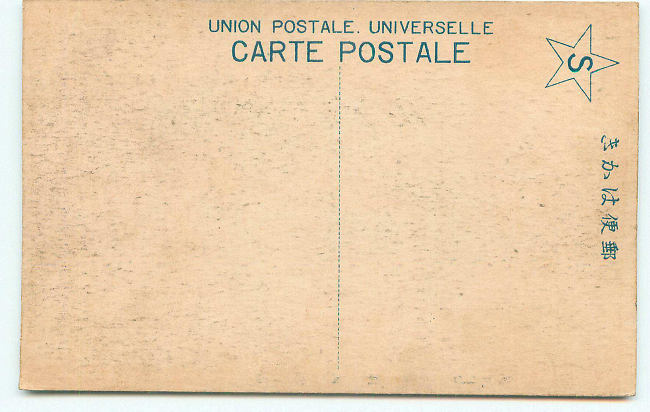 UNION POSTALE. UNIVERSELLE
CARTE POSTALE
S
郵便はかき